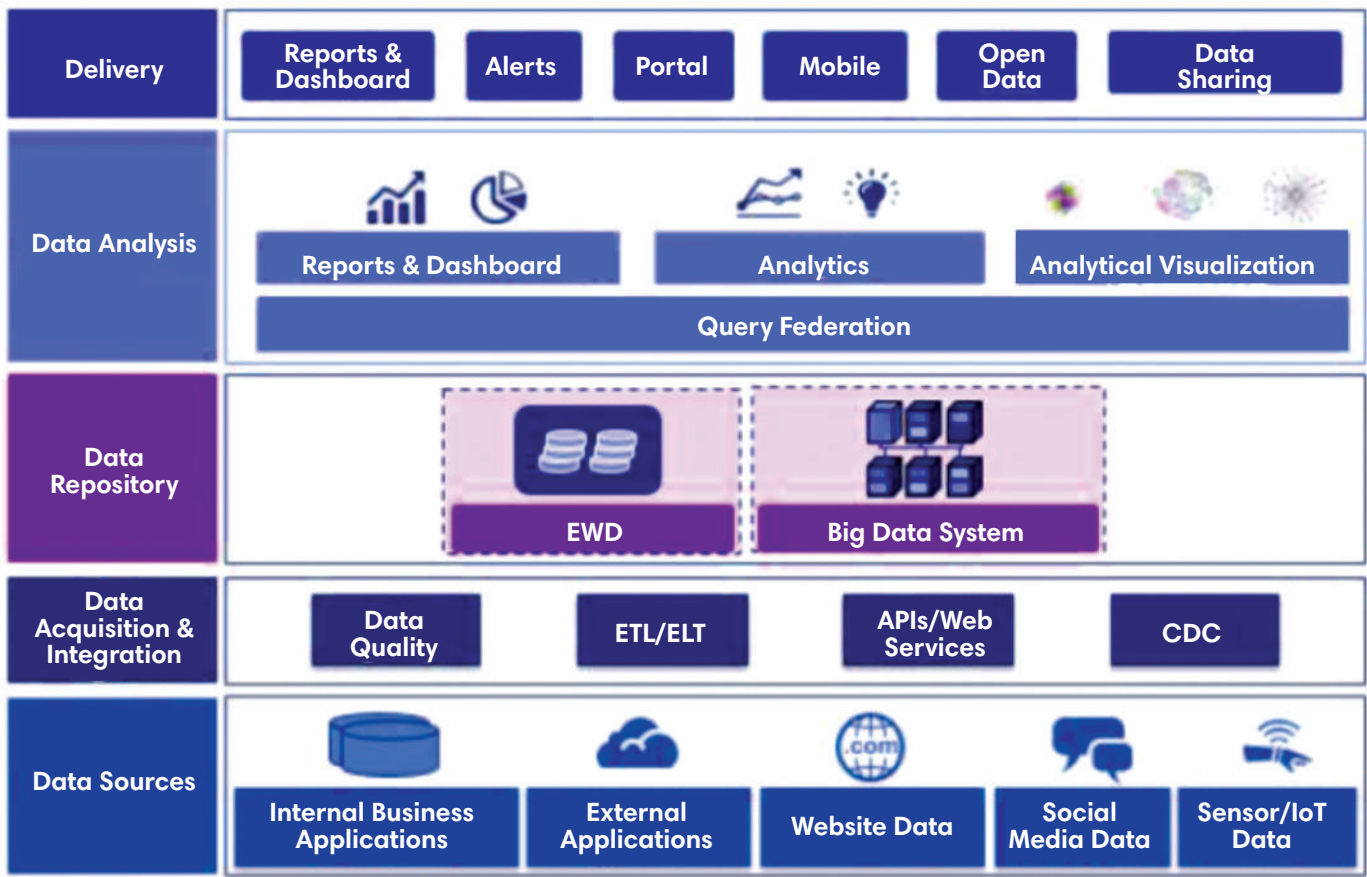 Delivery
Reports &
Dashboard
Alerts
Portal
Mobile
Open
Data
Data
Sharing
Data Analysis
Reports & Dashboard
Analytics
Analytical Visualization
Query Federation
Data
Repository
EWD
Big Data System
Data
Acquisition &
Integration
Data
Quality
ETL/ELT
APIs/Web
Services
CDC
Data Sources
.com
Internal Business
Applications
External
Applications
Website Data
Social
Media Data
Sensor/IoT
Data